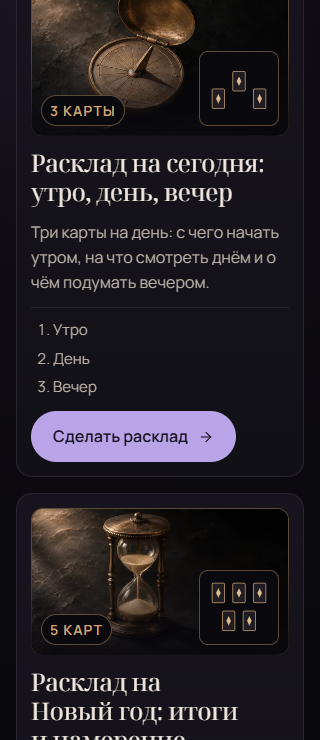 3 КАРТЫ
Расклад на сегодня:
утро, день, вечер
Три карты на день: с чего начать
утром, на что смотреть днём и о
чём подумать вечером.
1. Утро
2. День
3. Вечер
Сделать расклад →
5 КАРТ
Расклад на
Новый год: итоги
и намерение